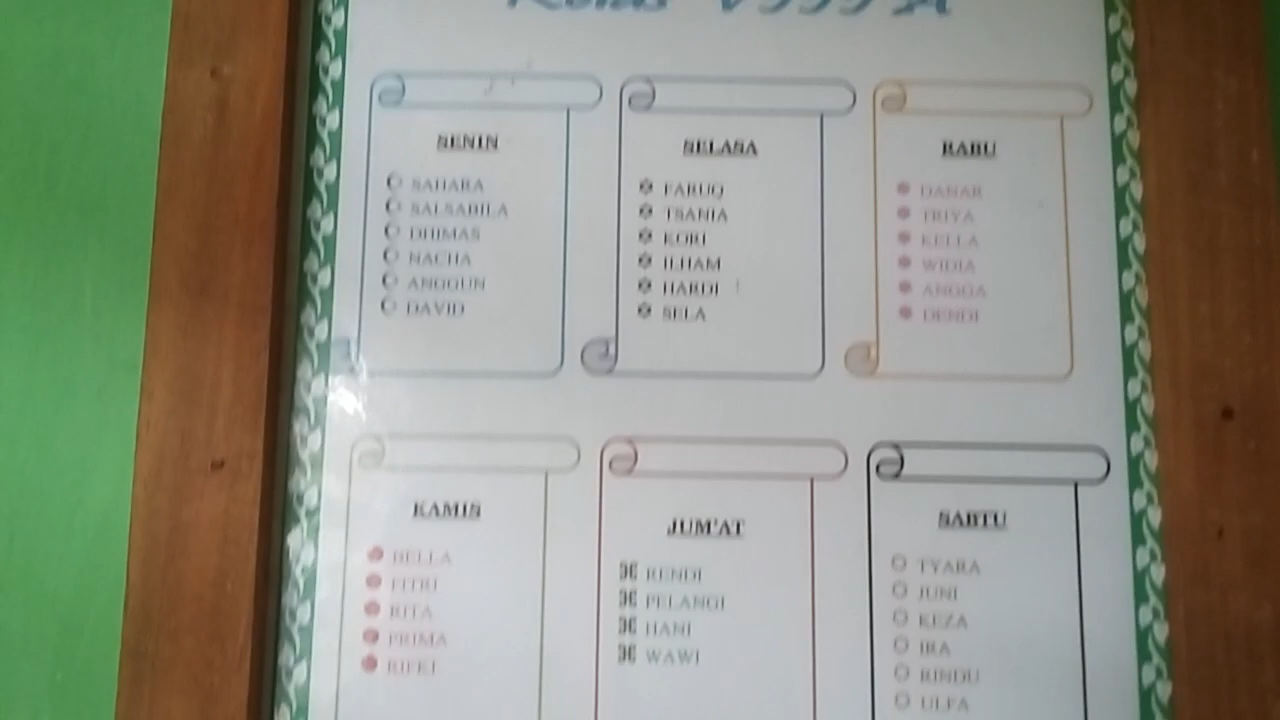 Kelas VIII A
SENIN
SAHARA
SALSABILA
DHIMAS
NACHA
ANGGUN
DAVID
SELASA
FARUQ
TSANIA
KORI
ILHAM
HARDI
SELA
RABU
DANAR
TRIYA
KELLA
WIDIA
ANGGA
DENDI
KAMIS
BELLA
FITRI
RITA
PRIMA
RIFKI
JUM'AT
RENDI
PELANGI
HANI
WAWI
SABTU
TYARA
JUNI
KEZA
IRA
RINDU
ULFA